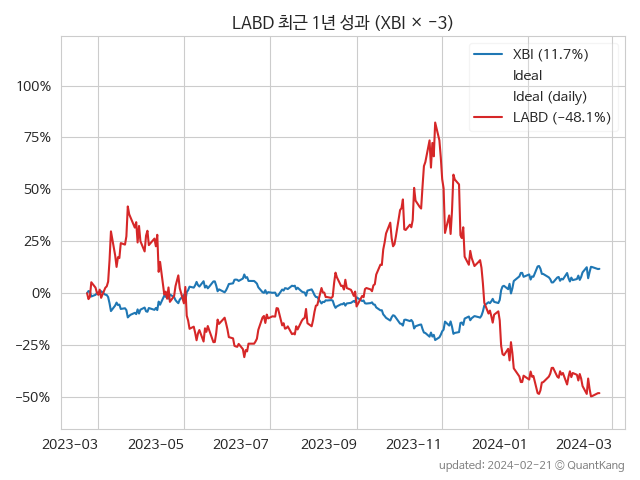 LABD 최근 1년 성과 (XBI × −3)
XBI (11.7%)
Ideal
Ideal (daily)
LABD (−48.1%)
100%
75%
50%
25%
0%
−25%
−50%
2023−03
2023−05
2023−07
2023−09
2023−11
2024−01
2024−03
updated: 2024−02−21 © QuantKang